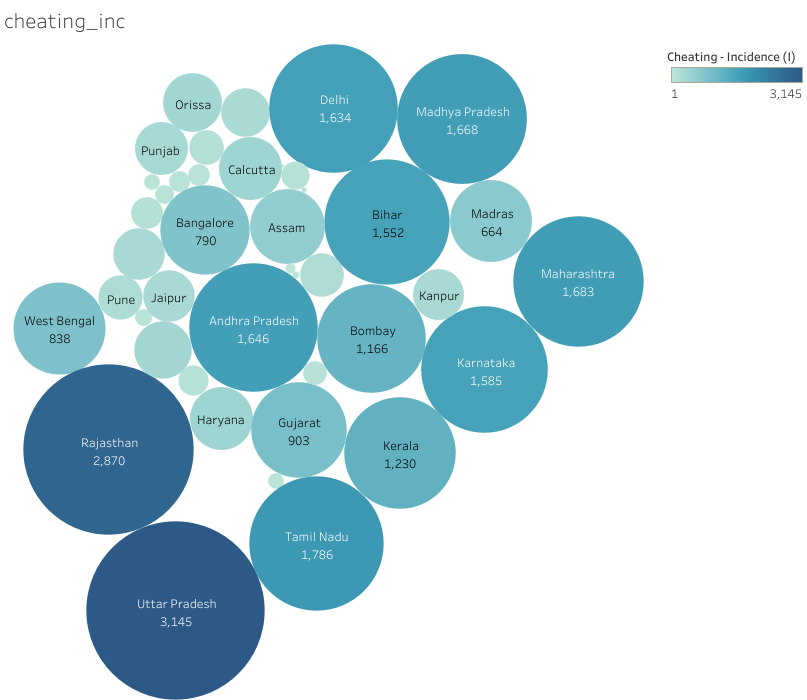 cheating_inc
Cheating - Incidence (I)
1
3,145
Delhi
1,634
Madhya Pradesh
1,668
Orissa
Punjab
Calcutta
Bangalore
790
Assam
Bihar
1,552
Madras
664
Maharashtra
1,683
Pune
Jaipur
Kanpur
West Bengal
838
Andhra Pradesh
1,646
Bombay
1,166
Karnataka
1,585
Haryana
Gujarat
903
Kerala
1,230
Rajasthan
2,870
Tamil Nadu
1,786
Uttar Pradesh
3,145